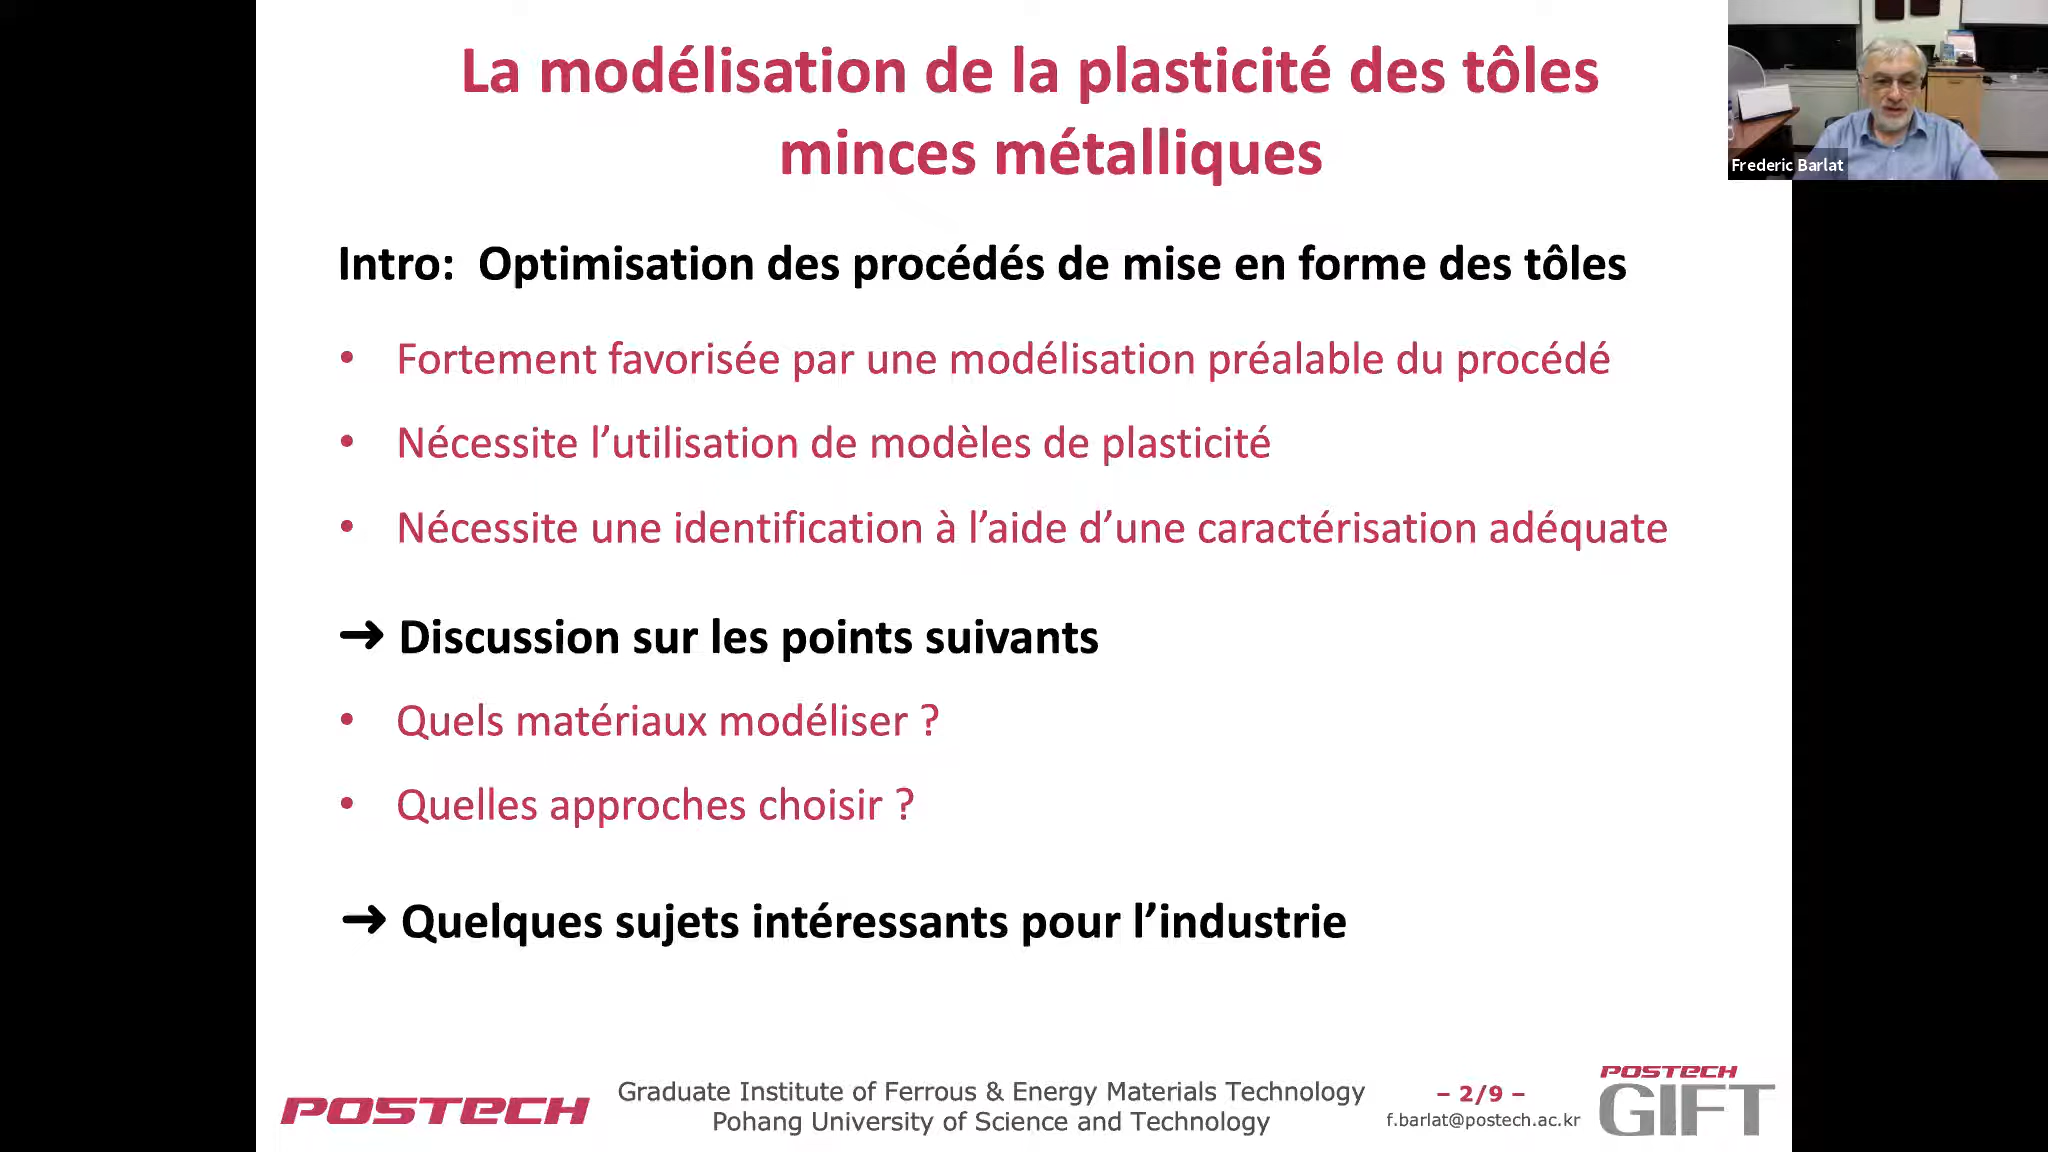 La modélisation de la plasticité des tôles
minces métalliques
Frederic Barlat
Intro: Optimisation des procédés de mise en forme des tôles
• Fortement favorisée par une modélisation préalable du procédé
• Nécessite l’utilisation de modèles de plasticité
• Nécessite une identification à l’aide d’une caractérisation adéquate
➜ Discussion sur les points suivants
• Quels matériaux modéliser ?
• Quelles approches choisir ?
➜ Quelques sujets intéressants pour l’industrie
POSTECH
Graduate Institute of Ferrous & Energy Materials Technology
Pohang University of Science and Technology
– 2/9 –
f.barlat@postech.ac.kr
POSTECH
GIFT